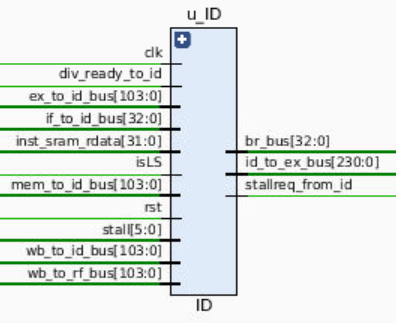 u_ID
clk
div_ready_to_id
ex_to_id_bus[103:0]
if_to_id_bus[32:0]
inst_sram_rdata[31:0]
isLS
mem_to_id_bus[103:0]
rst
stall[5:0]
wb_to_id_bus[103:0]
wb_to_rf_bus[103:0]
br_bus[32:0]
id_to_ex_bus[230:0]
stallreq_from_id
ID